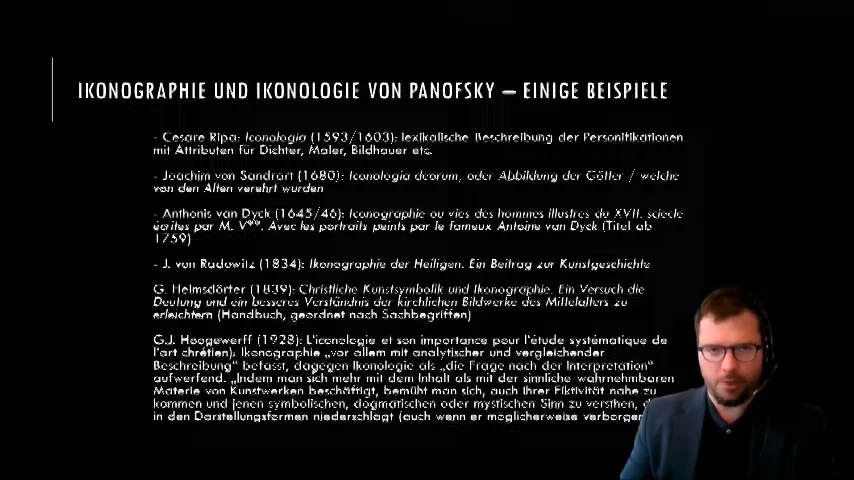 IKONOGRAPHIE UND IKONOLOGIE VON PANOFSKY – EINIGE BEISPIELE
- Cesare Ripa: Iconologia (1593/1603): lexikalische Beschreibung der Personifikationen
mit Attributen für Dichter, Maler, Bildhauer etc.
- Joachim von Sandrart (1680): Iconologia deorum, oder Abbildung der Götter / welche
von den Alten verehrt wurden
- Anthonis van Dyck (1645/46): Iconographie ou vies des hommes illustres du XVII. sciecle
écrites par M. V**. Avec les portraits peints par le fameux Antoine van Dyck (Titel ab
1759)
- J. von Radowitz (1834): Ikonographie der Heiligen. Ein Beitrag zur Kunstgeschichte
G. Helmsdörfer (1839): Christliche Kunstsymbolik und Ikonographie. Ein Versuch die
Deutung und ein besseres Verständnis der kirchlichen Bildwerke des Mittelalters zu
erleichtern (Handbuch, geordnet nach Sachbegriffen)
G.J. Hoogewerff (1928): L'iconologie et son importance pour l'étude systématique de
l'art chrétien); Ikonographie „vor allem mit analytischer und vergleichender
Beschreibung" befasst, dagegen Ikonologie als „die Frage nach der Interpretation"
aufwerfend. „Indem man sich mehr mit dem Inhalt als mit der sinnliche wahrnehmbaren
Materie von Kunstwerken beschäftigt, bemüht man sich, auch ihrer Fiktivität nahe zu
kommen und jenen symbolischen, dogmatischen oder mystischen Sinn zu versthen,
in den Darstellungsformen niederschlägt (auch wenn er möglicherweise